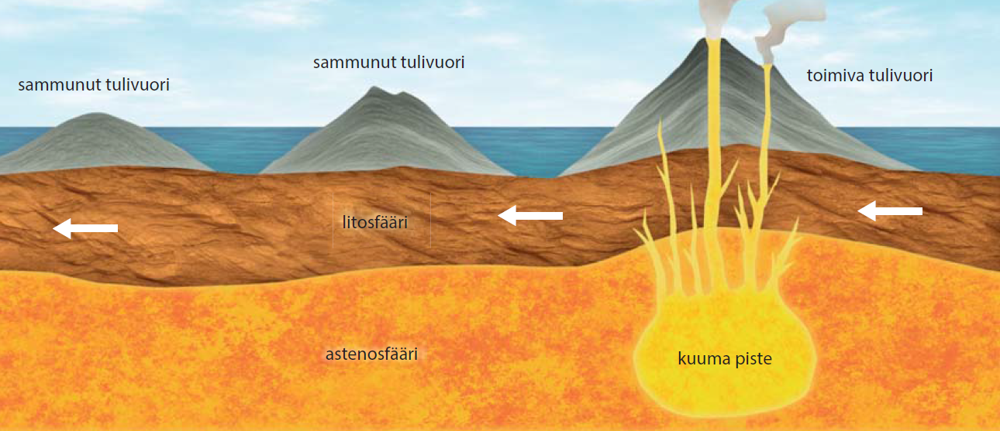 sammunut tulivuori
sammunut tulivuori
toimiva tulivuori
litosfääri
astenosfääri
kuuma piste